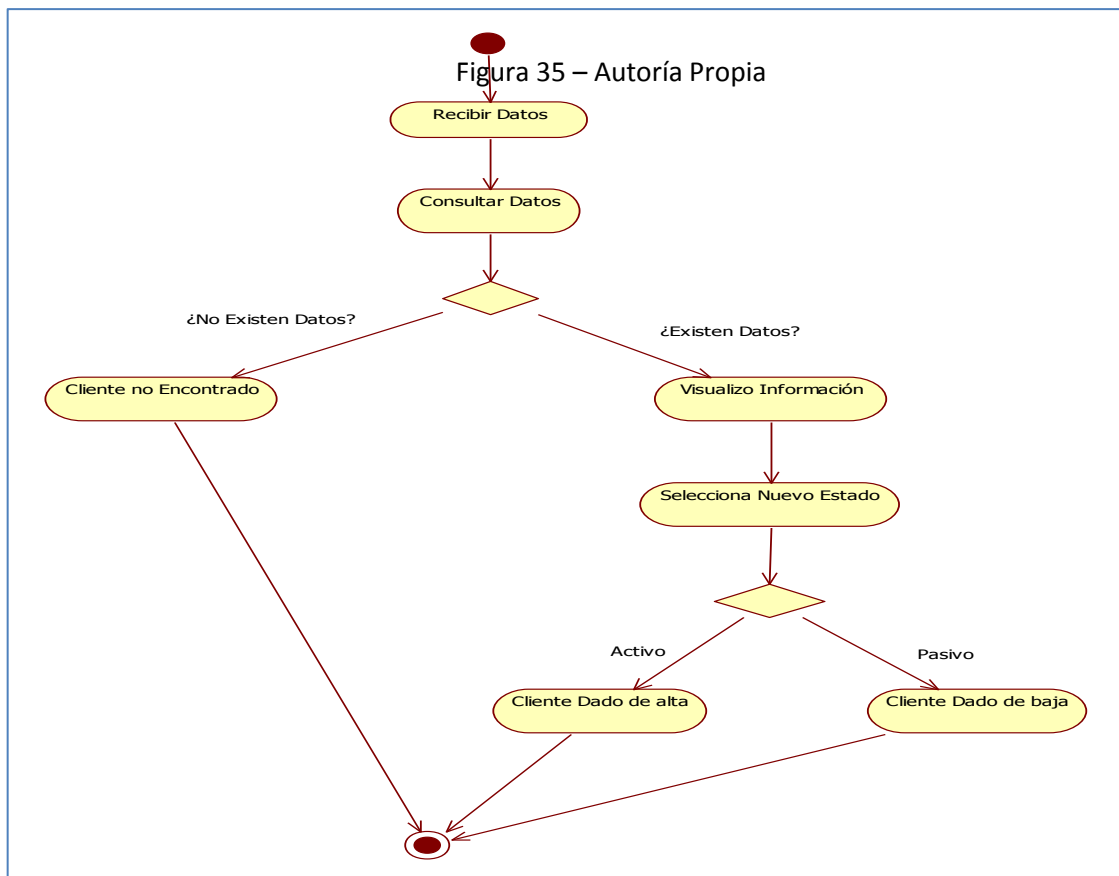 Figura 35 – Autoría Propia
Recibir Datos
Consultar Datos
¿No Existen Datos?
¿Existen Datos?
Cliente no Encontrado
Visualizo Información
Selecciona Nuevo Estado
Activo
Pasivo
Cliente Dado de alta
Cliente Dado de baja